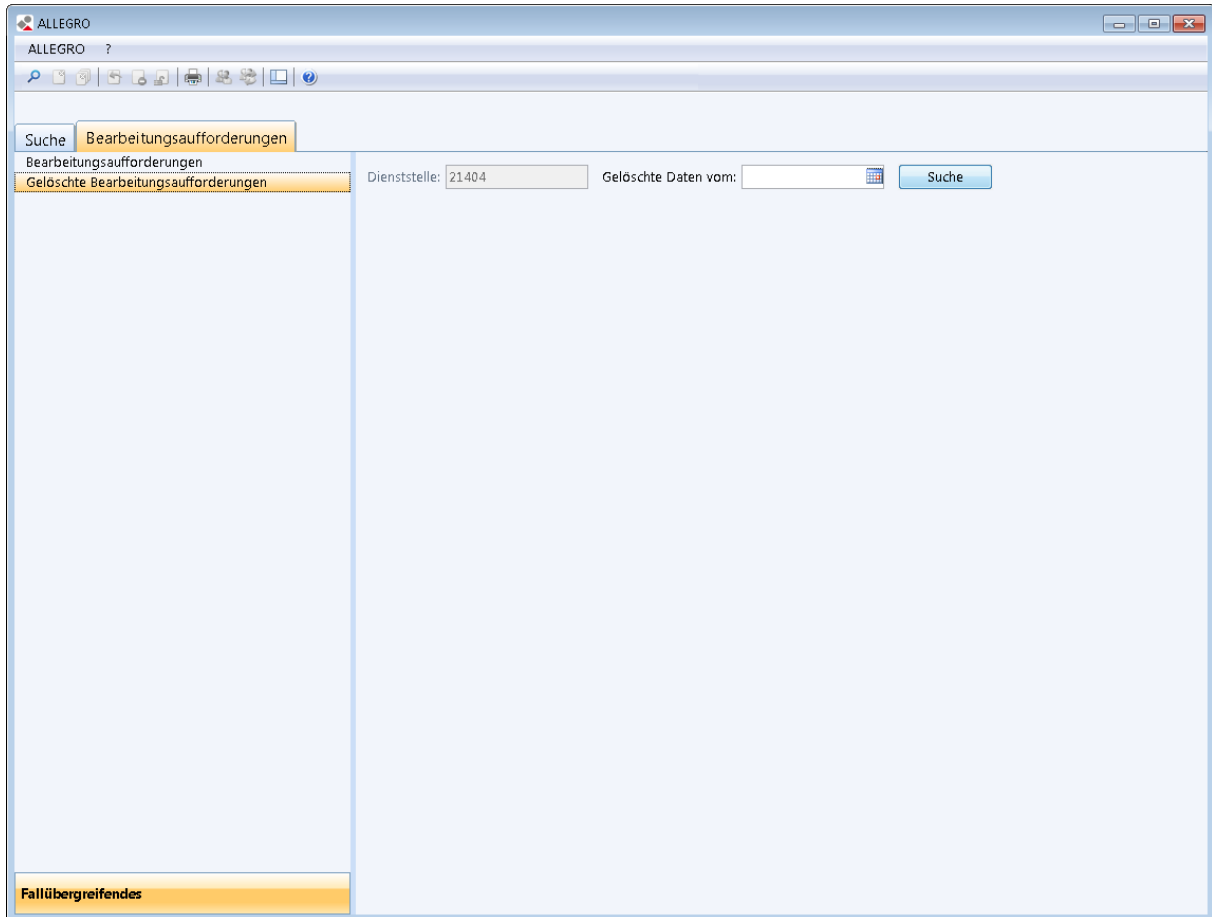 ALLEGRO
ALLEGRO ?
Suche Bearbeitungsaufforderungen
Bearbeitungsaufforderungen
Gelöschte Bearbeitungsaufforderungen
Dienststelle: 21404 Gelöschte Daten vom: Suche
Fallübergreifendes